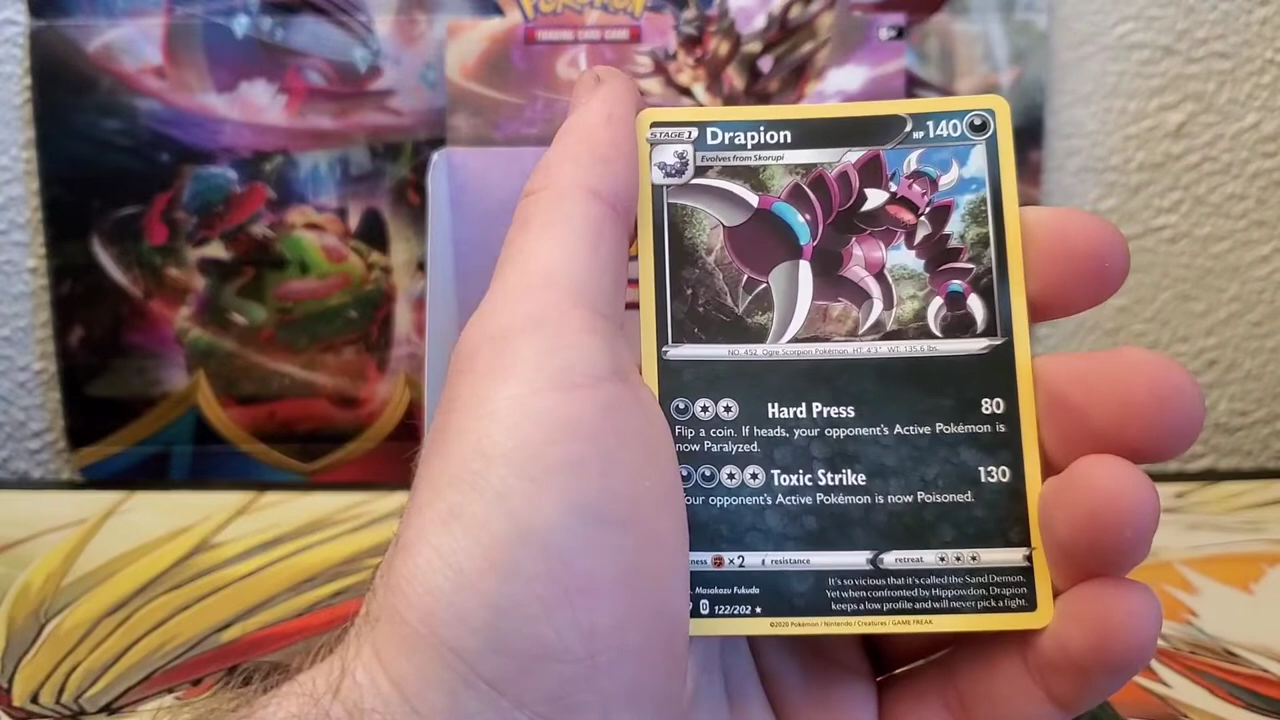 POKÉMON
TRADING CARD GAME
STAGE 1
Drapion
HP 140
Evolves from Skorupi
NO. 452 Ogre Scorpion Pokémon HT: 4'3" WT: 135.6 lbs.
Hard Press 80
Flip a coin. If heads, your opponent's Active Pokémon is
now Paralyzed.
Toxic Strike 130
our opponent's Active Pokémon is now Poisoned.
ness ×2 resistance retreat
It's so vicious that it's called the Sand Demon.
. Masakazu Fukuda Yet when confronted by Hippowdon, Drapion
D 122/202 ★ keeps a low profile and will never pick a fight.
©2020 Pokémon / Nintendo / Creatures / GAME FREAK